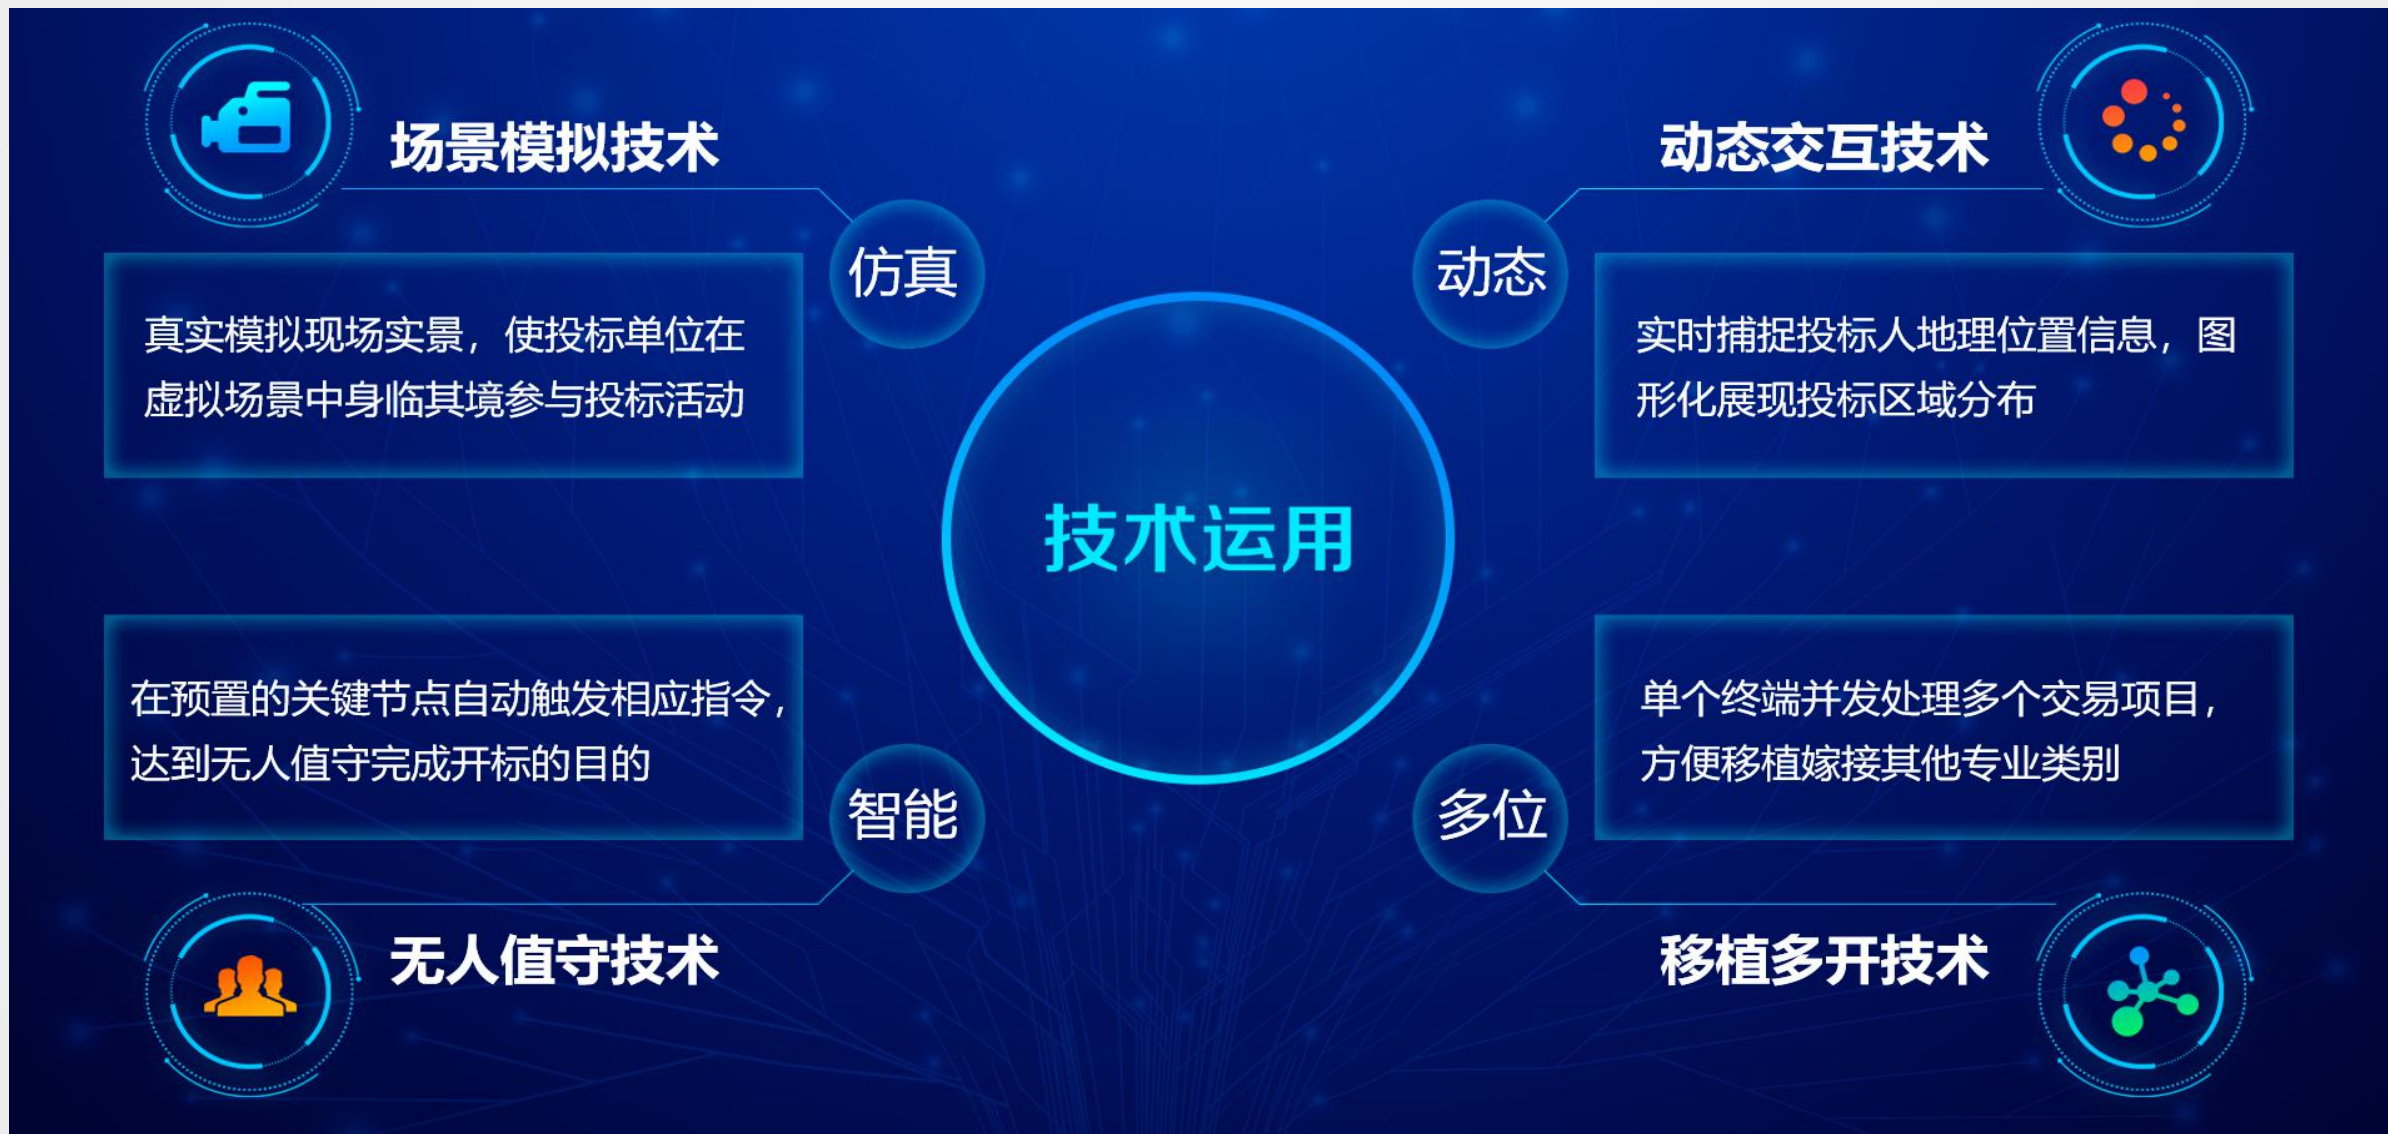 场景模拟技术
仿真
真实模拟现场实景，使投标单位在
虚拟场景中身临其境参与投标活动
动态交互技术
动态
实时捕捉投标人地理位置信息，图
形化展现投标区域分布
技术运用
在预置的关键节点自动触发相应指令，
达到无人值守完成开标的目的
智能
无人值守技术
单个终端并发处理多个交易项目，
方便移植嫁接其他专业类别
多位
移植多开技术